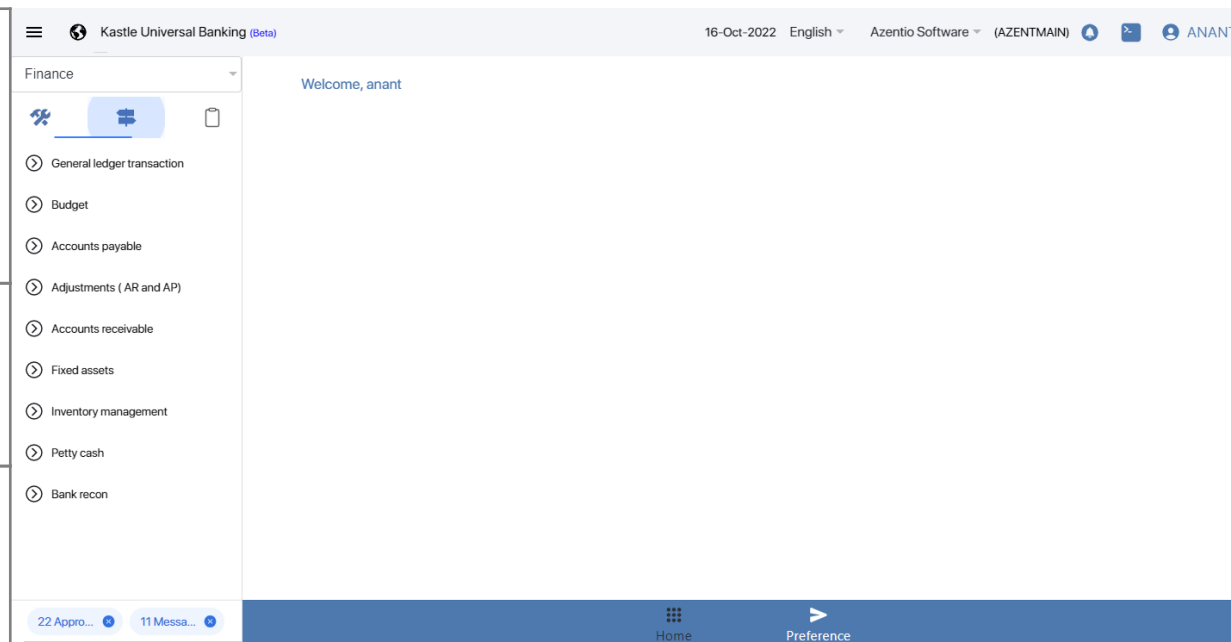 Kastle Universal Banking (Beta)
16-Oct-2022 English Azentio Software (AZENTMAIN) ANANT
Finance
Welcome, anant
General ledger transaction
Budget
Accounts payable
Adjustments ( AR and AP)
Accounts receivable
Fixed assets
Inventory management
Petty cash
Bank recon
22 Appro... 11 Messa...
Home Preference